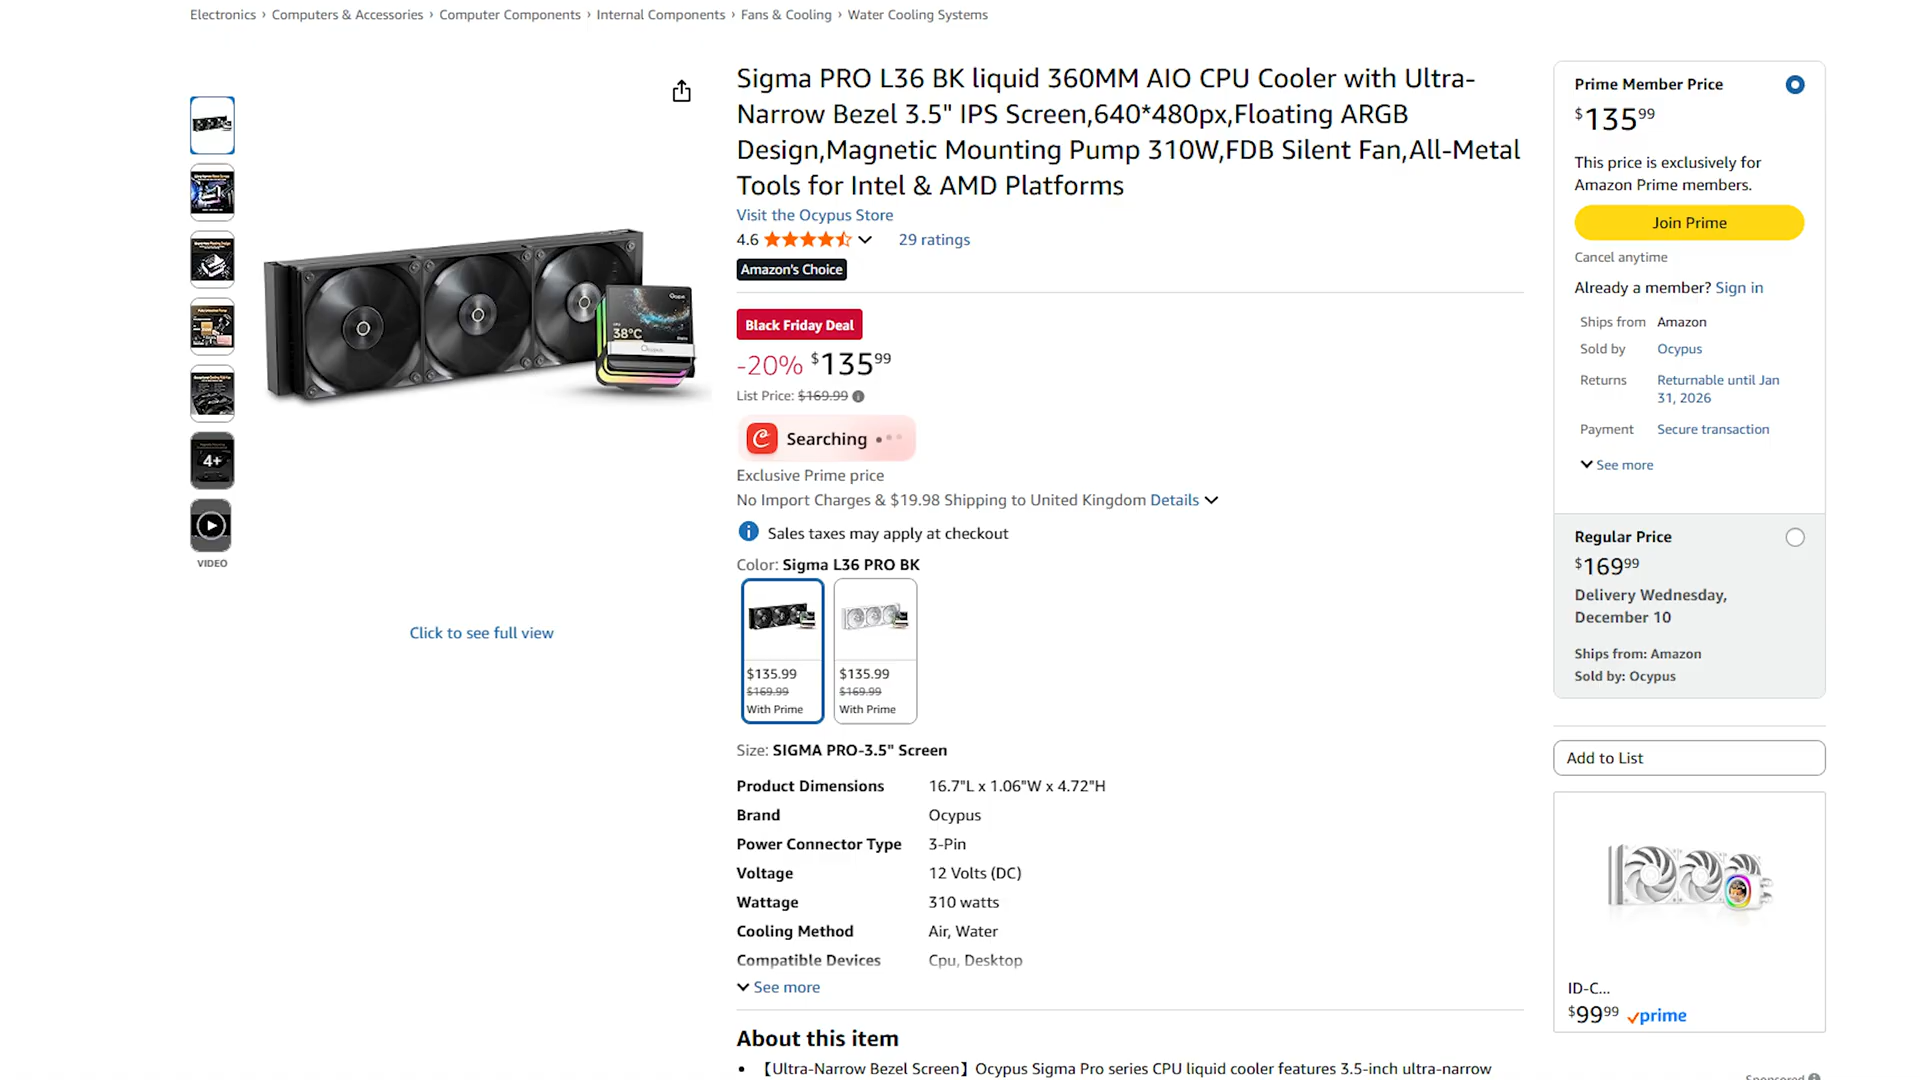 Electronics › Computers & Accessories › Computer Components › Internal Components › Fans & Cooling › Water Cooling Systems
Sigma PRO L36 BK liquid 360MM AIO CPU Cooler with Ultra-
Narrow Bezel 3.5" IPS Screen,640*480px,Floating ARGB
Design,Magnetic Mounting Pump 310W,FDB Silent Fan,All-Metal
Tools for Intel & AMD Platforms
Visit the Ocypus Store
4.6 29 ratings
Amazon's Choice
Black Friday Deal
-20% $13599
List Price: $169.99
Searching
Exclusive Prime price
No Import Charges & $19.98 Shipping to United Kingdom Details
Sales taxes may apply at checkout
Color: Sigma L36 PRO BK
$135.99
$169.99
With Prime
$135.99
$169.99
With Prime
Size: SIGMA PRO-3.5" Screen
Product Dimensions 16.7"L x 1.06"W x 4.72"H
Brand Ocypus
Power Connector Type 3-Pin
Voltage 12 Volts (DC)
Wattage 310 watts
Cooling Method Air, Water
Compatible Devices Cpu, Desktop
See more
About this item
• 【Ultra-Narrow Bezel Screen】Ocypus Sigma Pro series CPU liquid cooler features 3.5-inch ultra-narrow
4+
VIDEO
38°C
Ocypus
Click to see full view
Prime Member Price
$13599
This price is exclusively for
Amazon Prime members.
Join Prime
Cancel anytime
Already a member? Sign in
Ships from Amazon
Sold by Ocypus
Returns Returnable until Jan
31, 2026
Payment Secure transaction
See more
Regular Price
$16999
Delivery Wednesday,
December 10
Ships from: Amazon
Sold by: Ocypus
Add to List
ID-C...
$9999 prime
Sponsored